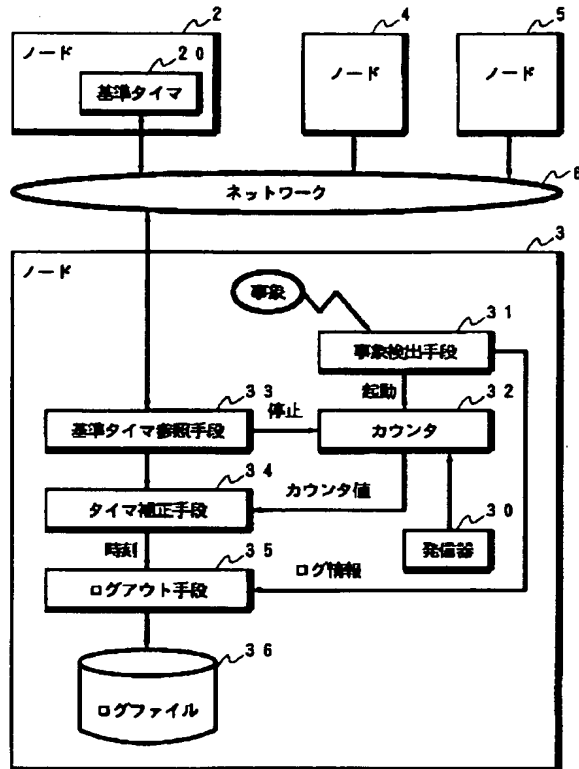 2
ノード
20
基準タイマ
4
ノード
5
ノード
6
ネットワーク
3
ノード
事象
31
事象検出手段
起動
32
カウンタ
33
基準タイマ参照手段
停止
34
タイマ補正手段
カウンタ値
30
発信器
時刻
35
ログアウト手段
ログ情報
36
ログファイル